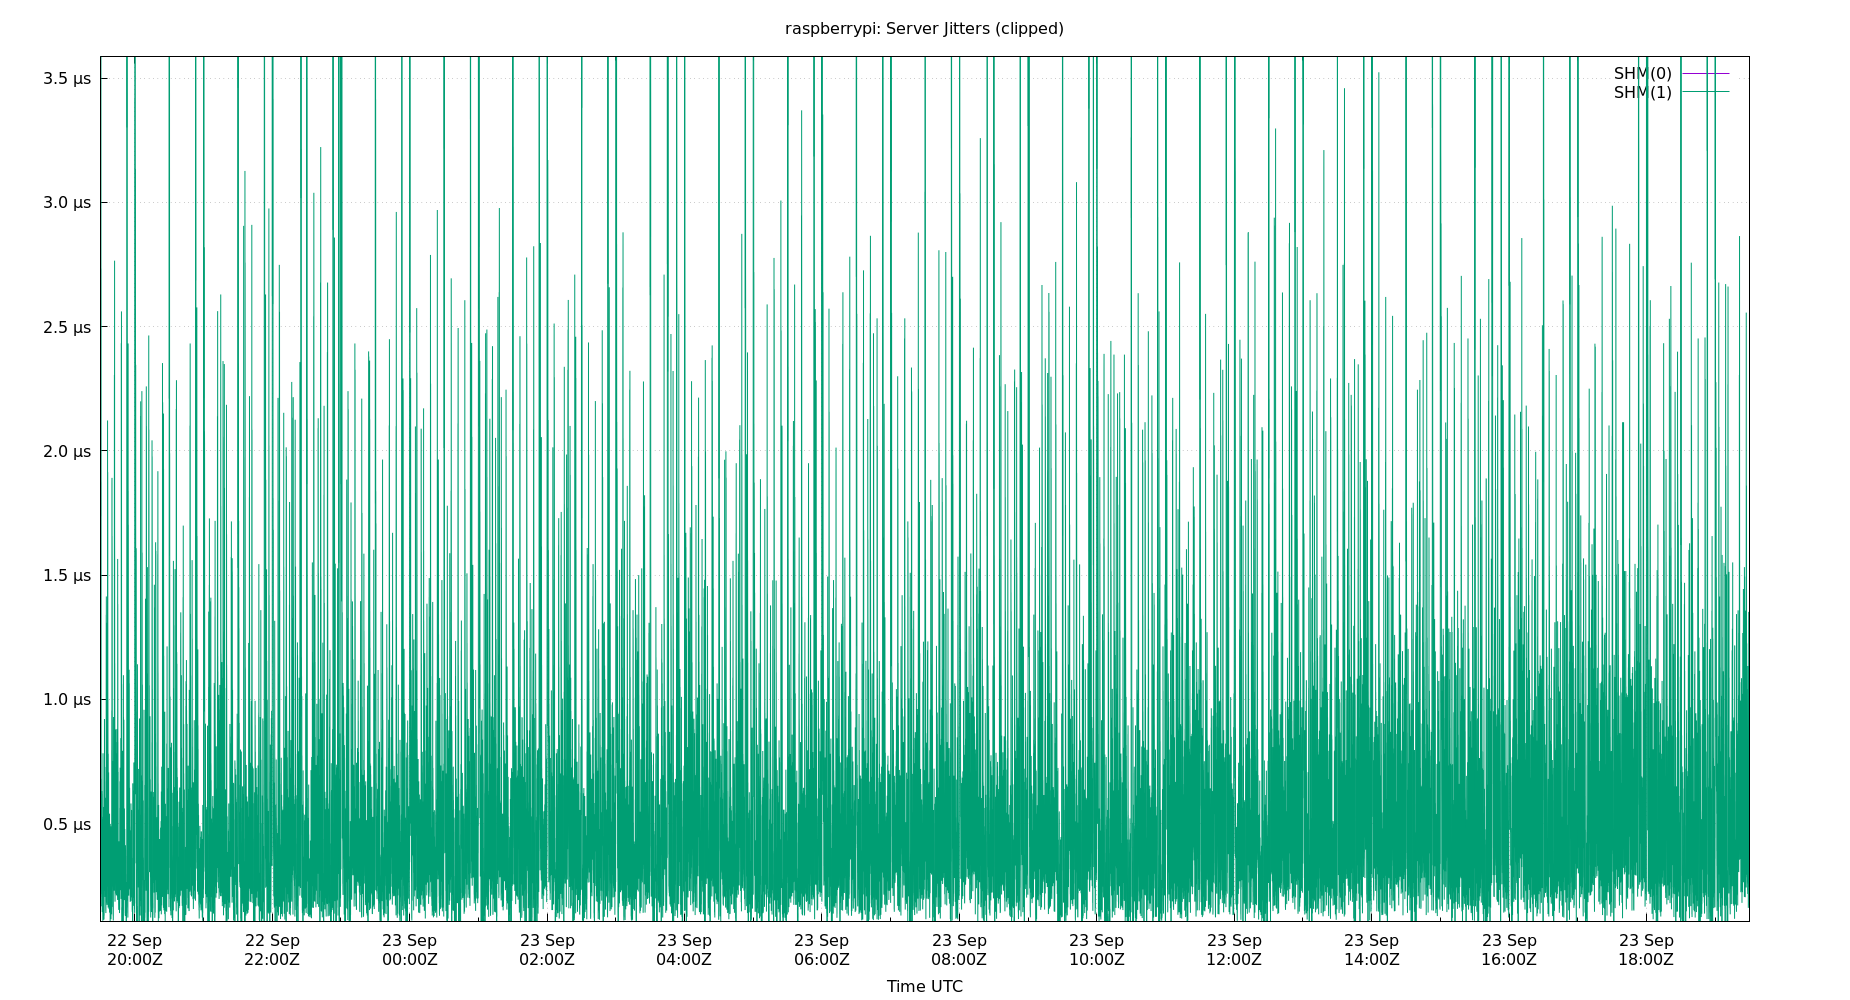 raspberrypi: Server Jitters (clipped)
SHM(0)
SHM(1)
3.5 μs
3.0 μs
2.5 μs
2.0 μs
1.5 μs
1.0 μs
0.5 μs
22 Sep 22 Sep 23 Sep 23 Sep 23 Sep 23 Sep 23 Sep 23 Sep 23 Sep 23 Sep 23 Sep 23 Sep
20:00Z 22:00Z 00:00Z 02:00Z 04:00Z 06:00Z 08:00Z 10:00Z 12:00Z 14:00Z 16:00Z 18:00Z
Time UTC